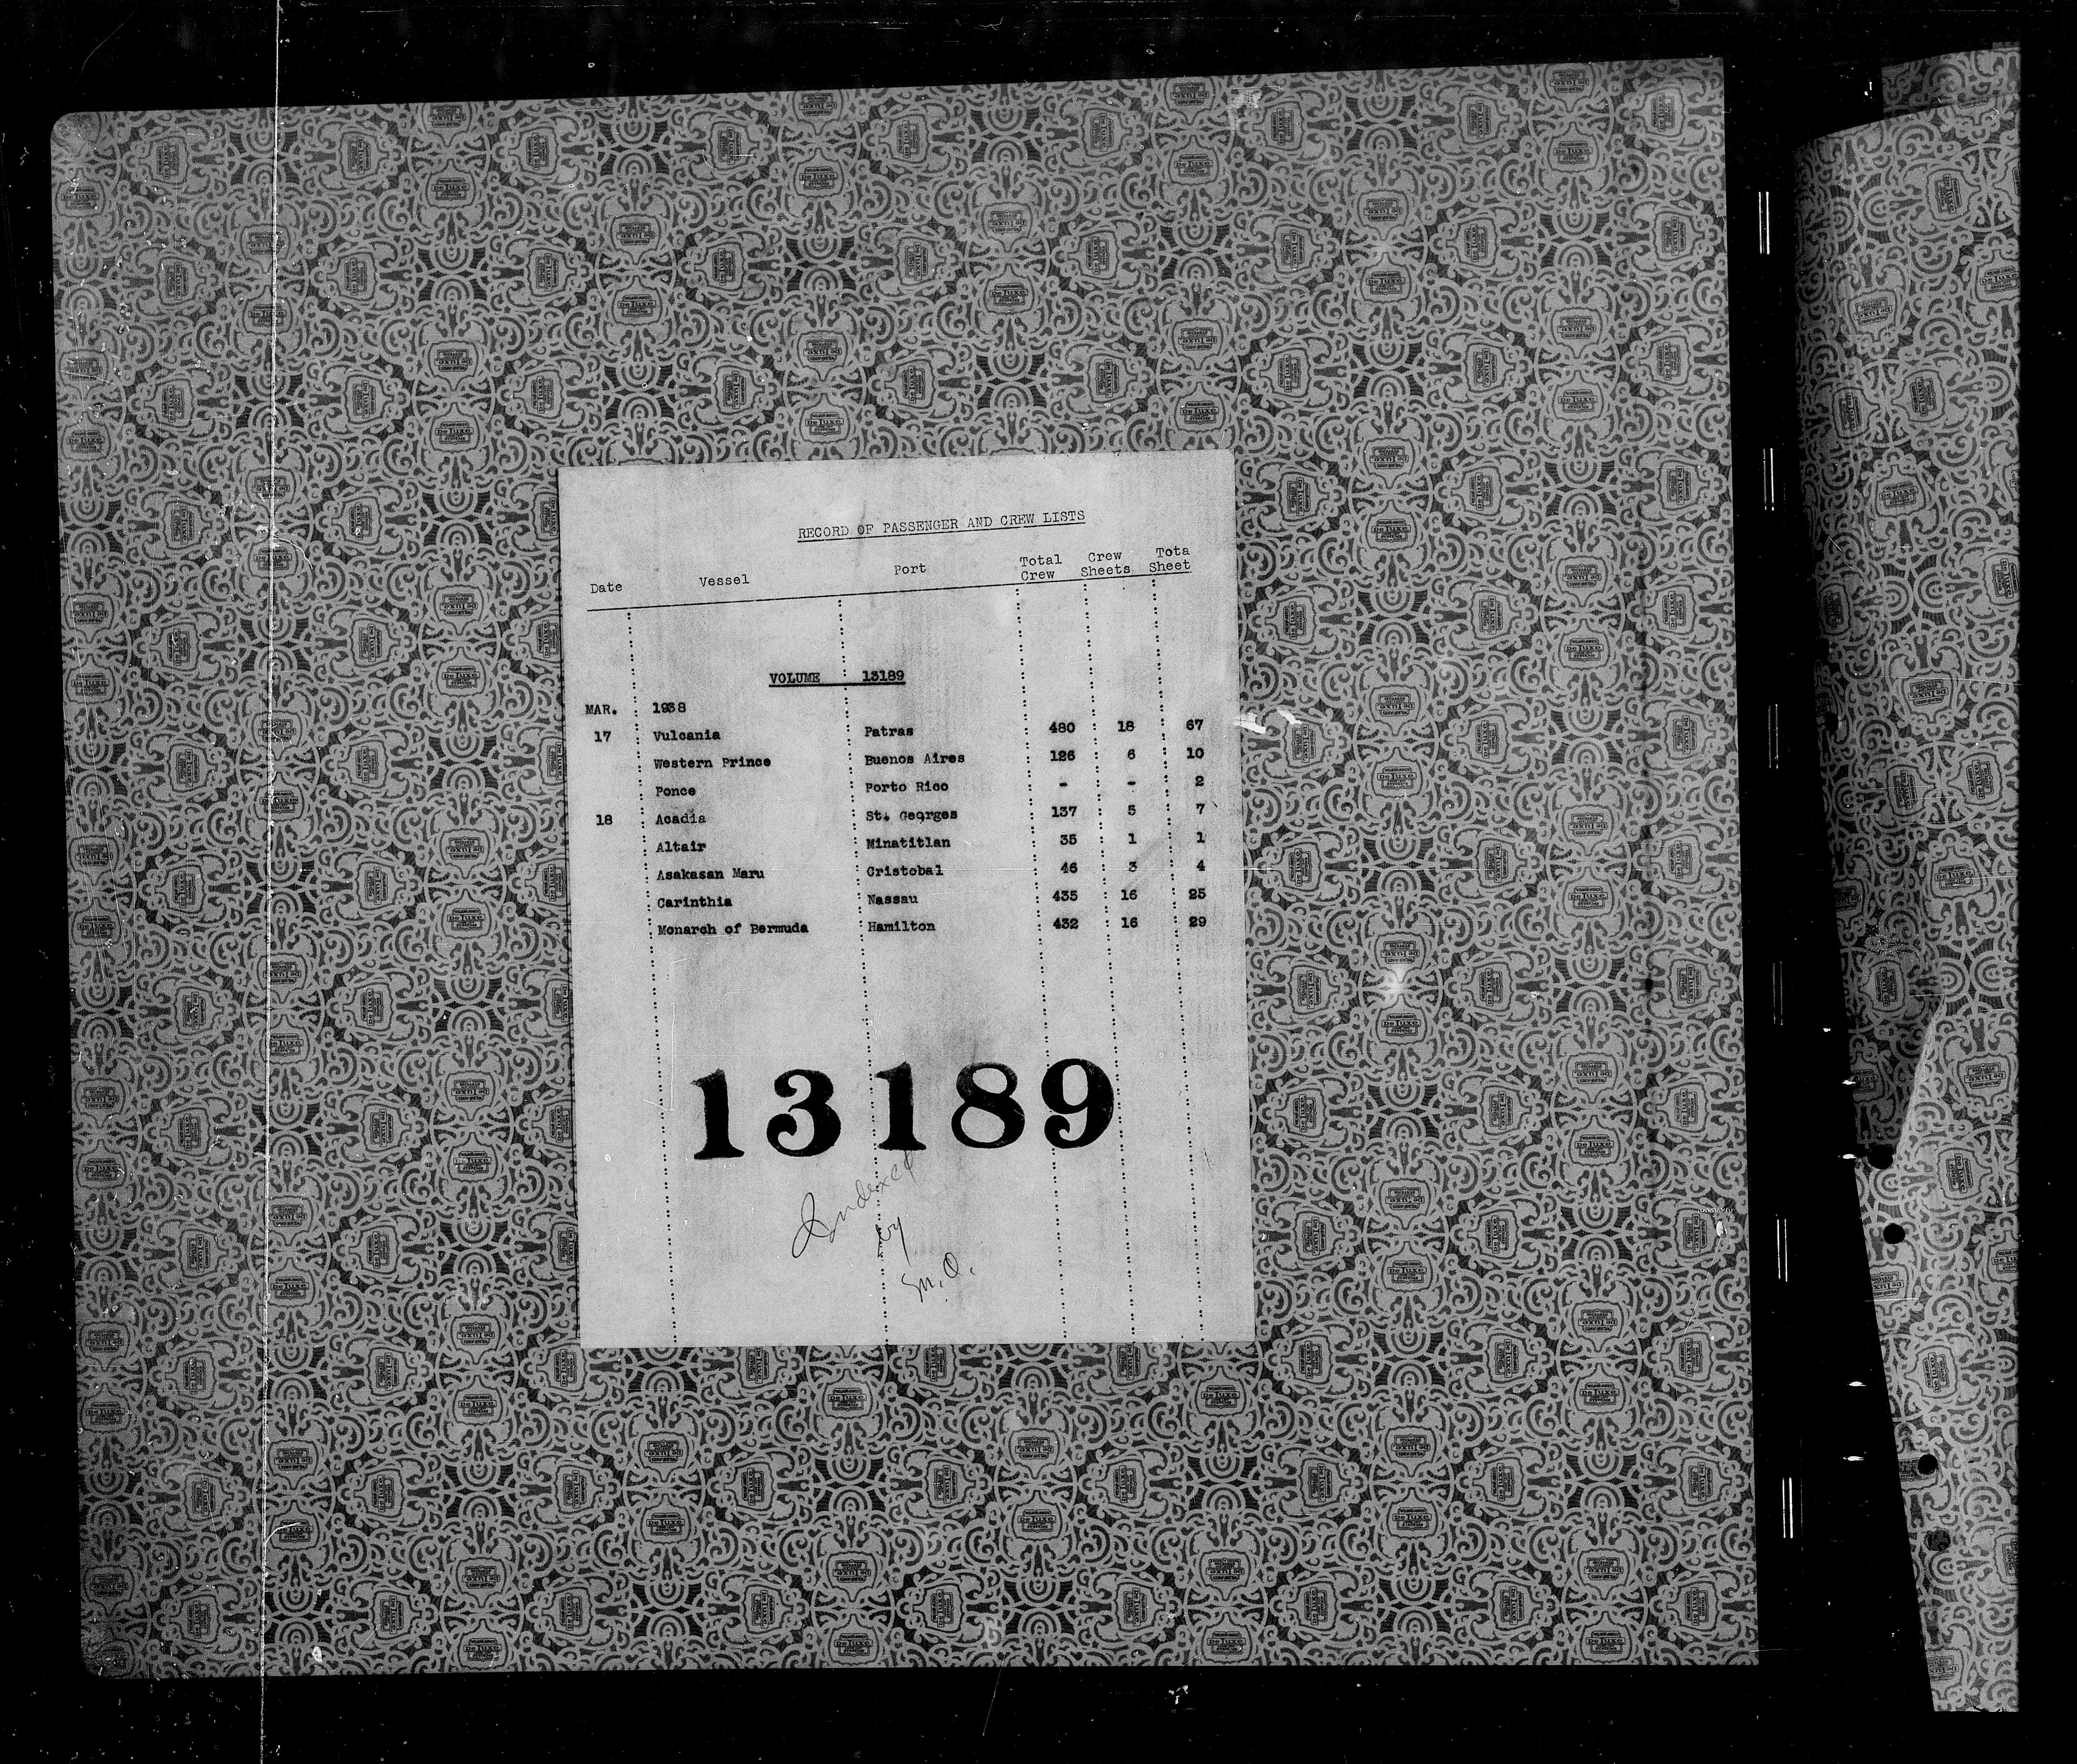 RECORD OF PASSENGER AND CREW LISTS
Date Vessel Port Total Crew Crew Sheets Tota Sheet
VOLUME 13189
MAR. 1938
17 Vulcania Patras 480 18 67
Western Prince Buenos Aires 126 6 10
Ponce Porto Rico - - 2
18 Acadia St. Georges 137 5 7
Altair Minatitlan 35 1 1
Asakasan Maru Cristobal 46 3 4
Carinthia Nassau 435 16 25
Monarch of Bermuda Hamilton 432 16 29
13189
Indexed
by
M.O.
De Luxe